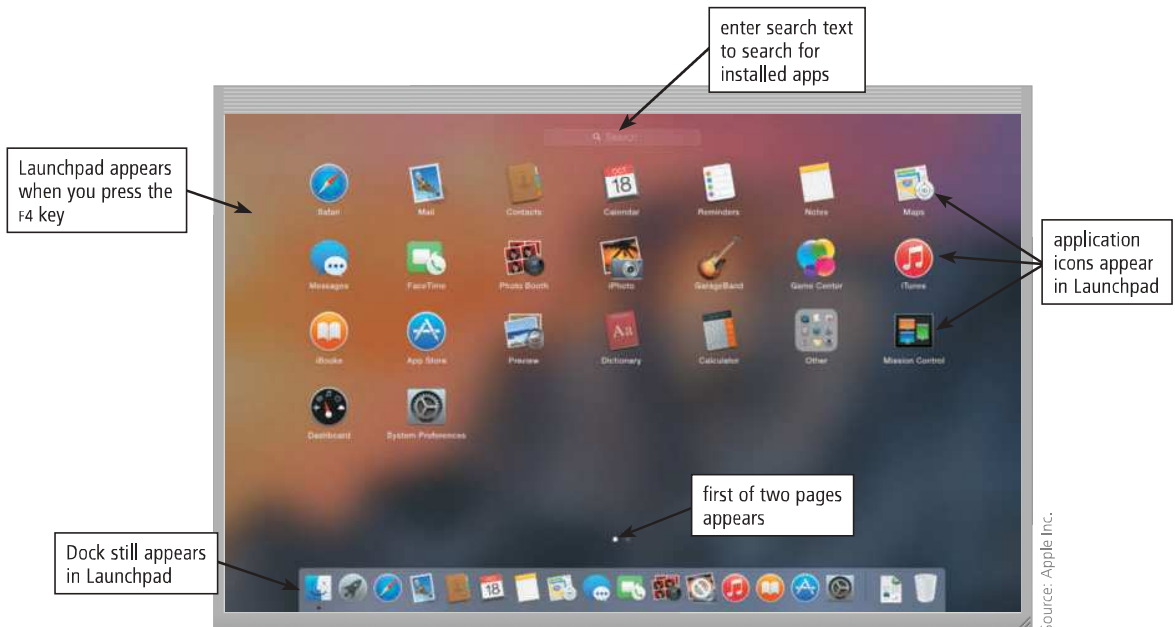 enter search text
to search for
installed apps
Search
Launchpad appears
when you press the
F4 key
Safari
Mail
Contacts
OCT
18
Calendar
Reminders
Notes
Maps
application
icons appear
in Launchpad
Messages
FaceTime
Photo Booth
iPhoto
GarageBand
Game Center
iTunes
iBooks
App Store
Preview
Aa
Dictionary
Calculator
Other
Mission Control
Dashboard
System Preferences
first of two pages
appears
Dock still appears
in Launchpad
18
Source: Apple Inc.